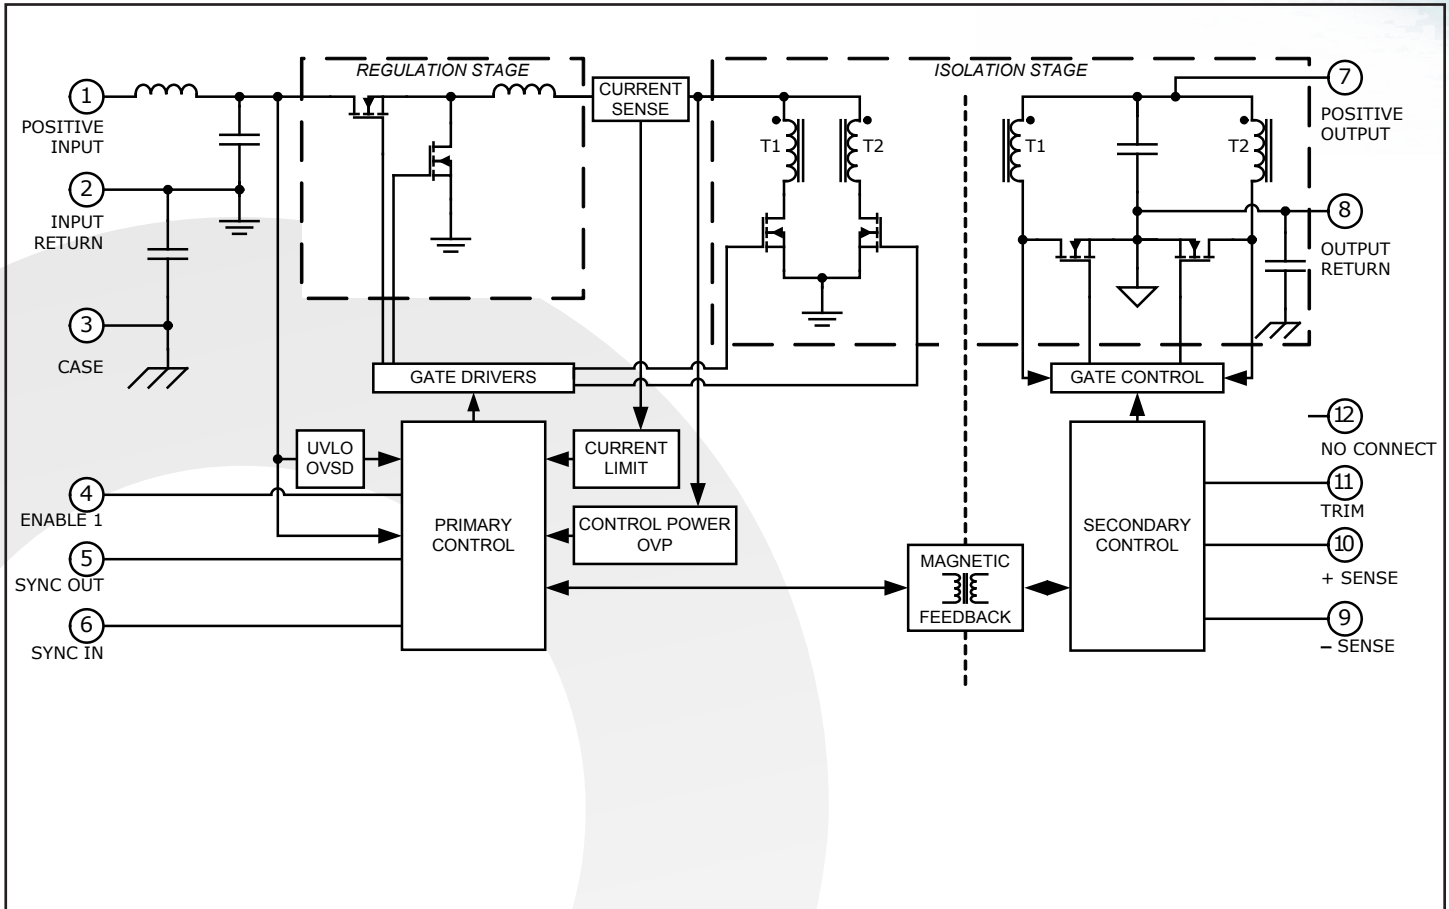 REGULATION STAGE
ISOLATION STAGE
1
POSITIVE
INPUT
CURRENT
SENSE
7
POSITIVE
OUTPUT
T1
T2
T1
T2
2
INPUT
RETURN
8
OUTPUT
RETURN
3
CASE
GATE DRIVERS
GATE CONTROL
12
NO CONNECT
UVLO
OVSD
CURRENT
LIMIT
4
ENABLE 1
11
TRIM
PRIMARY
CONTROL
CONTROL POWER
OVP
SECONDARY
CONTROL
5
SYNC OUT
10
+ SENSE
MAGNETIC
FEEDBACK
6
SYNC IN
9
– SENSE